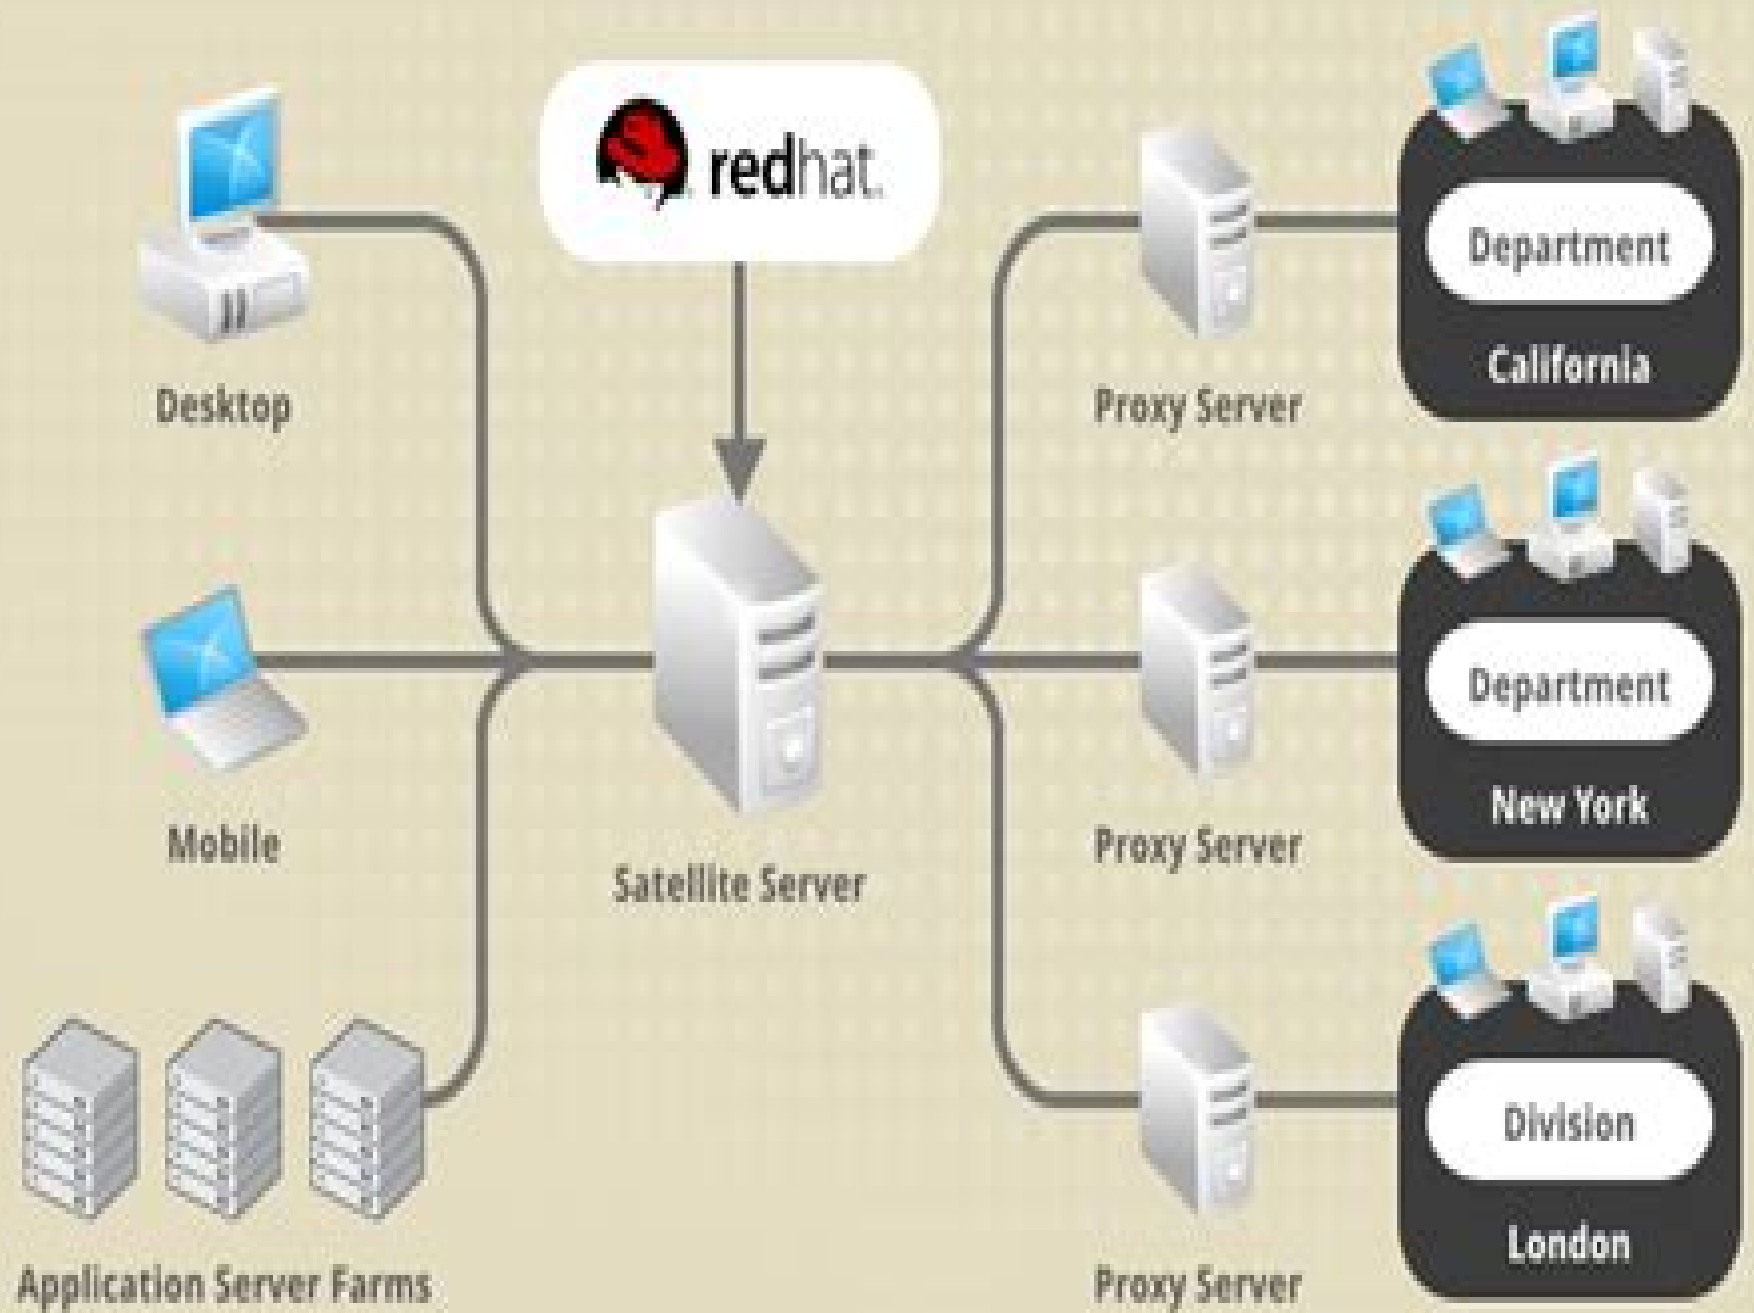 redhat.
Department
California
Desktop
Proxy Server
Department
New York
Mobile
Proxy Server
Satellite Server
Division
London
Application Server Farms
Proxy Server